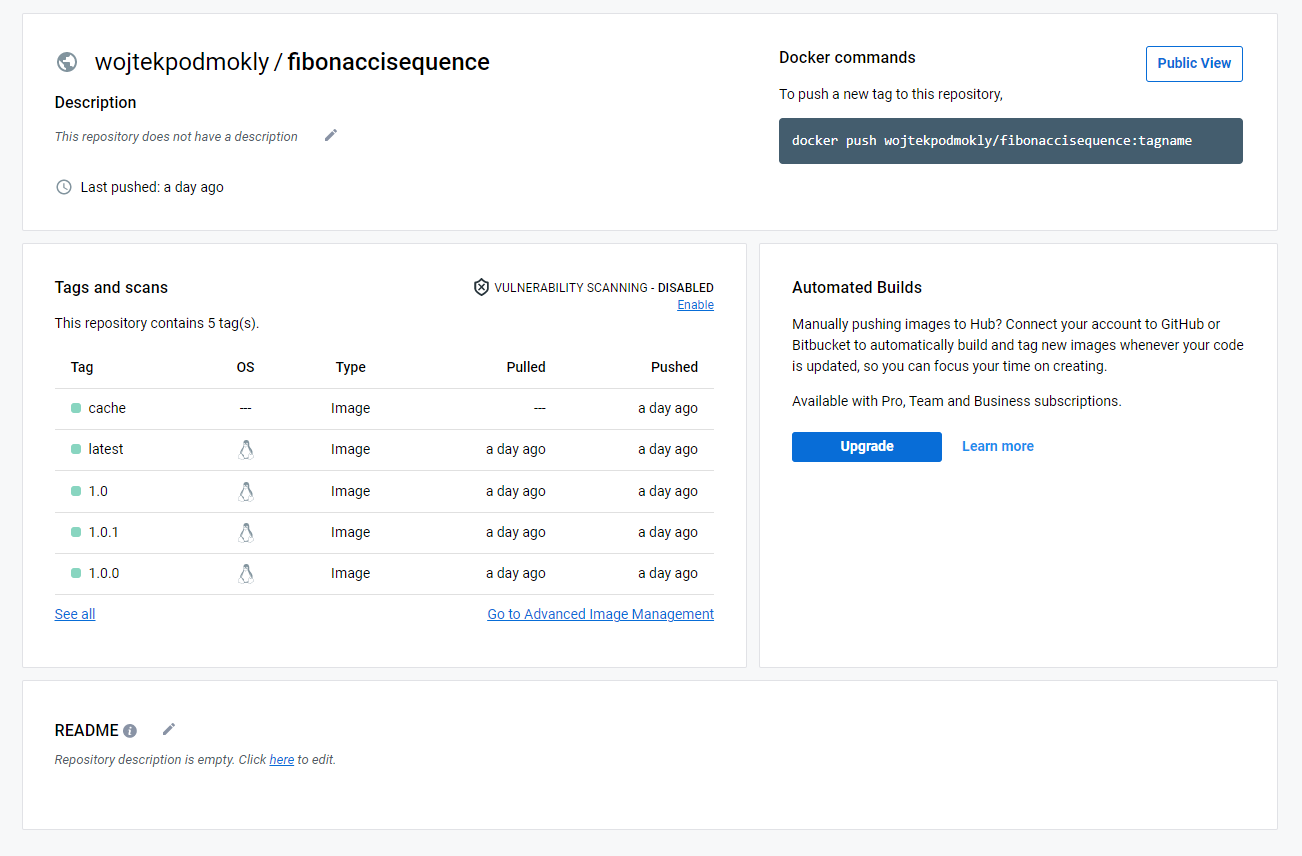 wojtekpodmokly / fibonaccisequence
Description
This repository does not have a description
Last pushed: a day ago
Docker commands
Public View
To push a new tag to this repository,
docker push wojtekpodmokly/fibonaccisequence:tagname
Tags and scans
VULNERABILITY SCANNING - DISABLED
Enable
This repository contains 5 tag(s).
Tag OS Type Pulled Pushed
cache --- Image --- a day ago
latest Image a day ago a day ago
1.0 Image a day ago a day ago
1.0.1 Image a day ago a day ago
1.0.0 Image a day ago a day ago
See all Go to Advanced Image Management
Automated Builds
Manually pushing images to Hub? Connect your account to GitHub or
Bitbucket to automatically build and tag new images whenever your code
is updated, so you can focus your time on creating.
Available with Pro, Team and Business subscriptions.
Upgrade Learn more
README
Repository description is empty. Click here to edit.